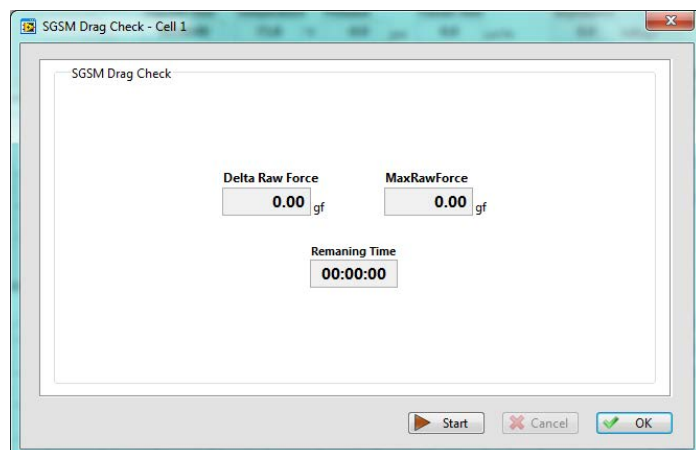 SGSM Drag Check - Cell 1
SGSM Drag Check
Delta Raw Force MaxRawForce
0.00 gf 0.00 gf
Remaning Time
00:00:00
Start Cancel OK